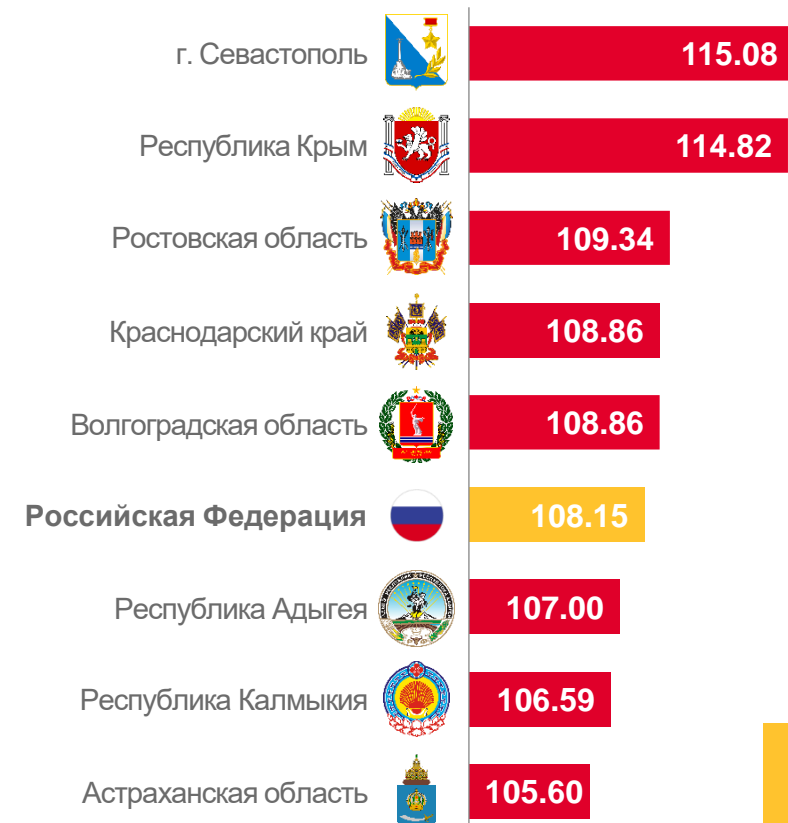 г. Севастополь 115.08
Республика Крым 114.82
Ростовская область 109.34
Краснодарский край 108.86
Волгоградская область 108.86
Российская Федерация 108.15
Республика Адыгея 107.00
Республика Калмыкия 106.59
Астраханская область 105.60